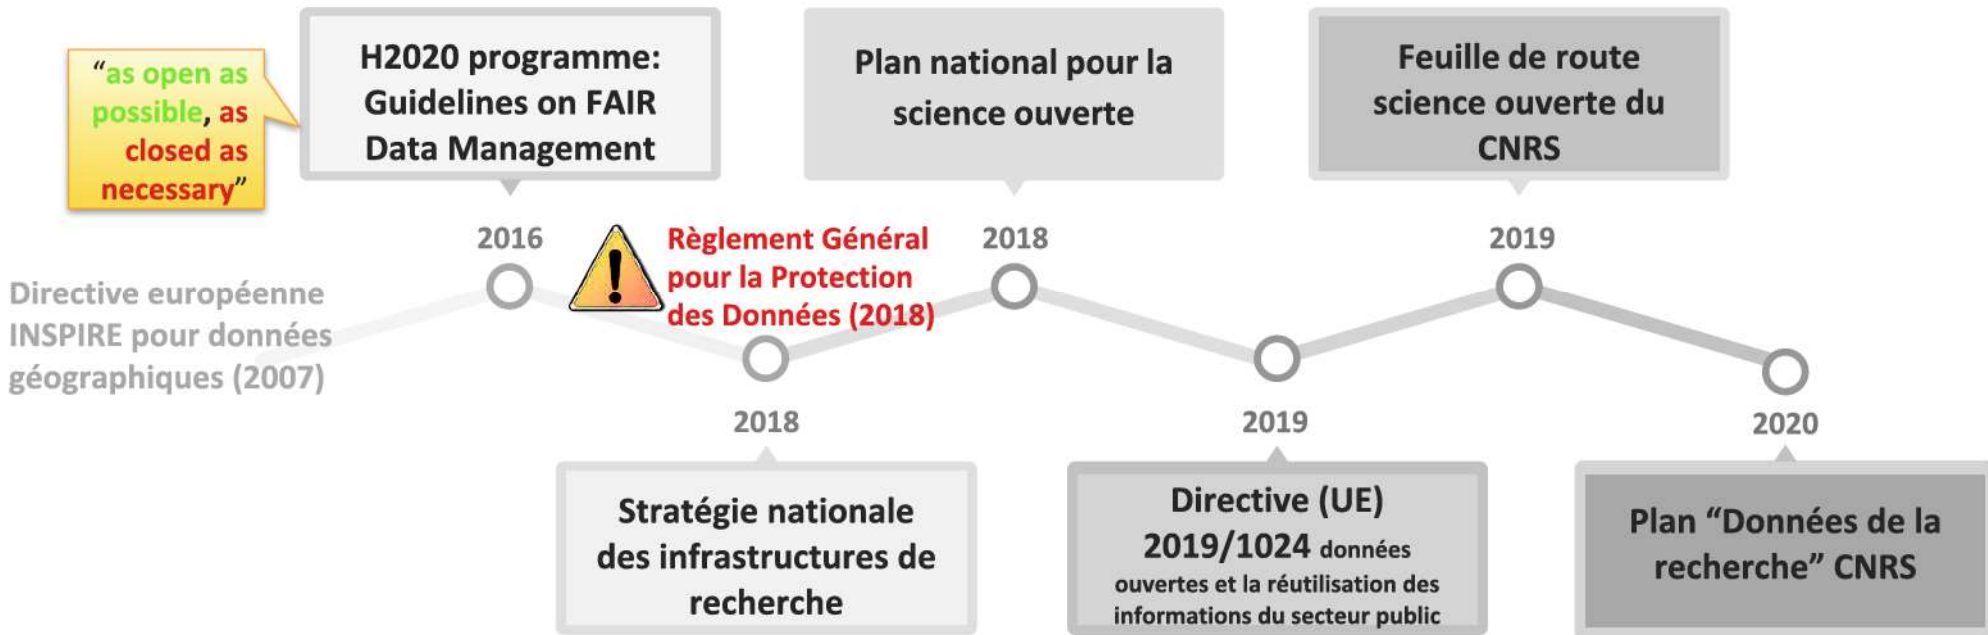 “as open as
possible, as
closed as
necessary”
H2020 programme:
Guidelines on FAIR
Data Management
Plan national pour la
science ouverte
Feuille de route
science ouverte du
CNRS
2016
Règlement Général
pour la Protection
des Données (2018)
2018
2019
Directive européenne
INSPIRE pour données
géographiques (2007)
2018
2019
2020
Stratégie nationale
des infrastructures de
recherche
Directive (UE)
2019/1024 données
ouvertes et la réutilisation des
informations du secteur public
Plan “Données de la
recherche” CNRS